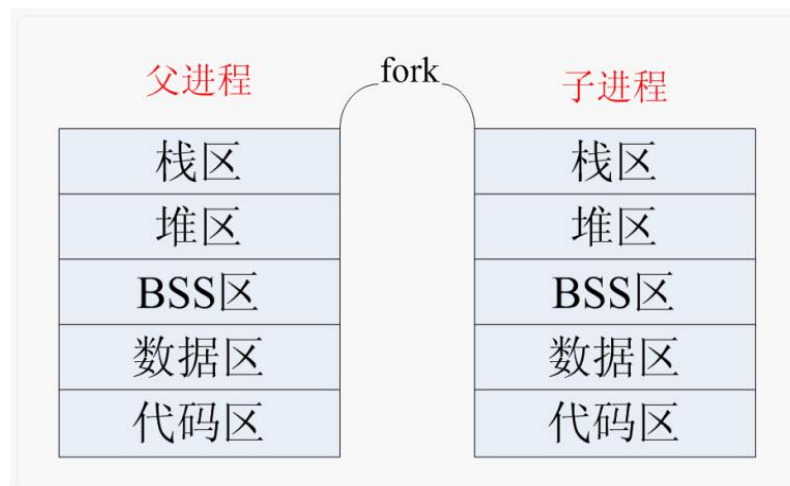 父进程 fork 子进程
栈区 栈区
堆区 堆区
BSS区 BSS区
数据区 数据区
代码区 代码区